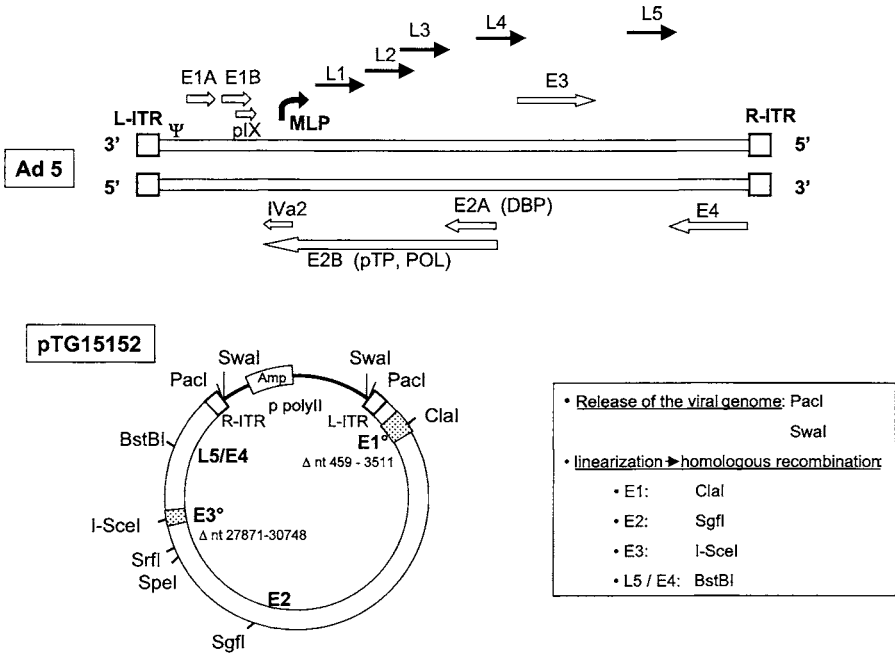 L5
L4
L3
L2
L1
E1A E1B E3
L-ITR Ψ pIX MLP R-ITR
3' 5'
Ad 5
5' 3'
IVa2 E2A (DBP) E4
E2B (pTP, POL)
pTG15152
SwaI SwaI
PacI Amp PacI
p polyII ClaI
R-ITR L-ITR
BstBI L5/E4 E1°
Δ nt 459 - 3511
I-SceI E3°
Δ nt 27871-30748
SrfI
SpeI
E2
SgfI
• Release of the viral genome: PacI
SwaI
• linearization → homologous recombination:
• E1: ClaI
• E2: SgfI
• E3: I-SceI
• L5 / E4: BstBI